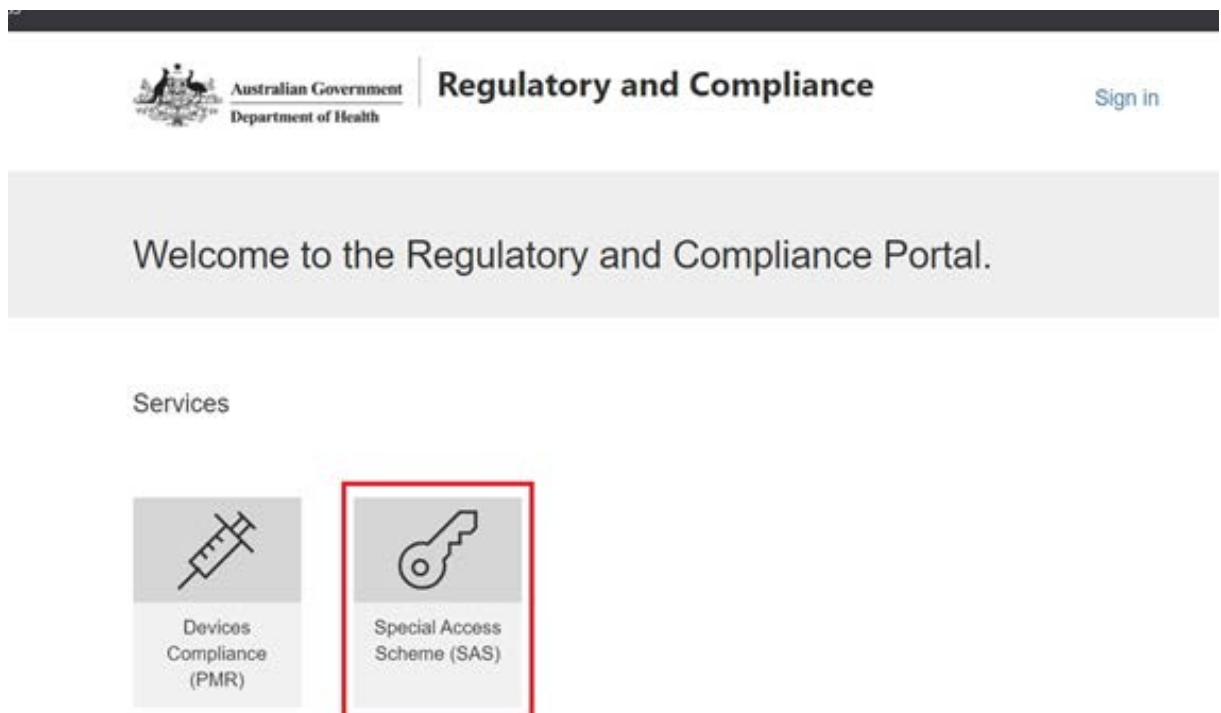 Australian Government
Department of Health
Regulatory and Compliance
Sign in
Welcome to the Regulatory and Compliance Portal.
Services
Devices
Compliance
(PMR)
Special Access
Scheme (SAS)